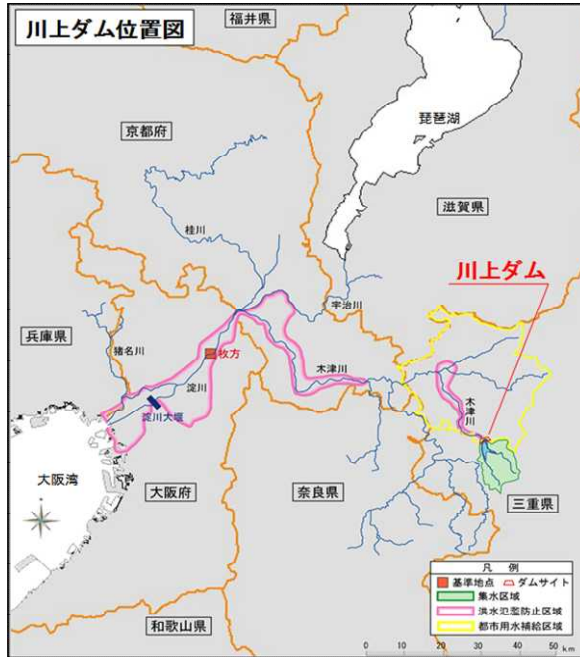 川上ダム位置図
福井県
京都府
琵琶湖
滋賀県
桂川
川上ダム
宇治川
兵庫県
猪名川
枚方
木津川
淀川
木津川
淀川大堰
大阪湾
大阪府
奈良県
三重県
和歌山県
凡 例
基準地点 ダムサイト
集水区域
洪水氾濫防止区域
都市用水補給区域
0 10 20 30 40 50
km